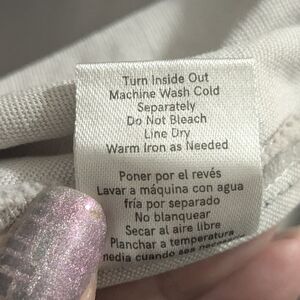 Turn Inside Out
Machine Wash Cold
Separately
Do Not Bleach
Line Dry
Warm Iron as Needed
Poner por el revés
Lavar a máquina con agua
fría por separado
No blanquear
Secar al aire libre
Planchar a temperatura
media cuando sea